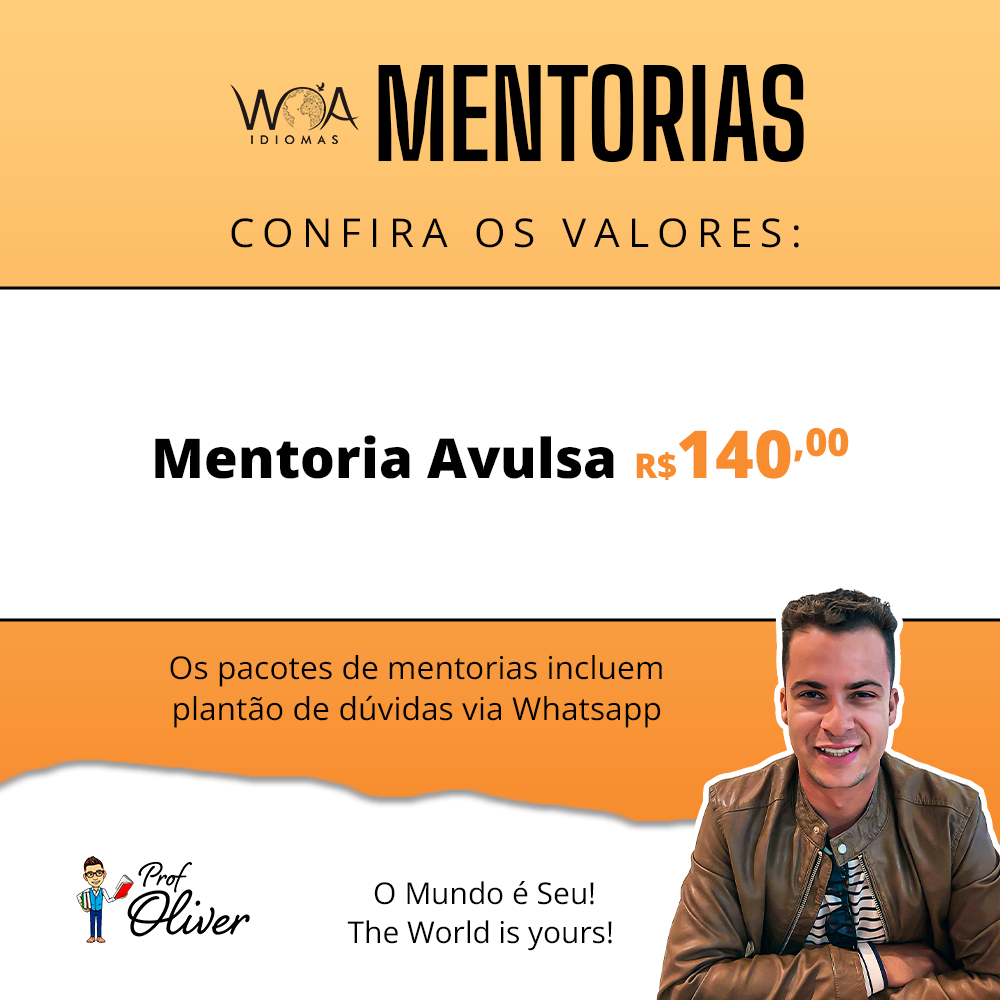 WOA
IDIOMAS
MENTORIAS
CONFIRA OS VALORES:
Mentoria Avulsa R$140,00
Os pacotes de mentorias incluem
plantão de dúvidas via Whatsapp
Prof
Oliver
O Mundo é Seu!
The World is yours!